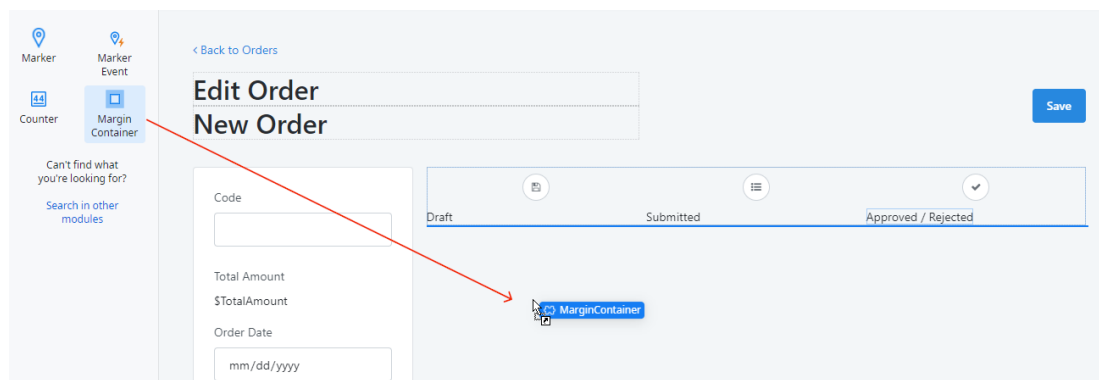 Marker
Marker
Event
44
Counter
Margin
Container
Can't find what
you're looking for?
Search in other
modules
< Back to Orders
Edit Order
New Order
Save
Code
Total Amount
$TotalAmount
Order Date
mm/dd/yyyy
Draft
Submitted
Approved / Rejected
MarginContainer